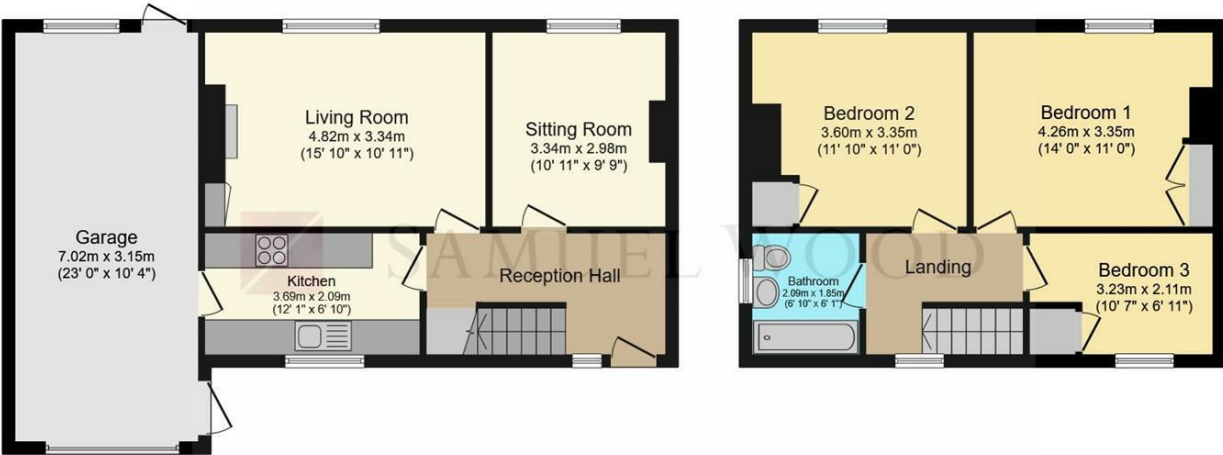 Living Room
4.82m x 3.34m
(15' 10" x 10' 11")
Sitting Room
3.34m x 2.98m
(10' 11" x 9' 9")
Garage
7.02m x 3.15m
(23' 0" x 10' 4")
Kitchen
3.69m x 2.09m
(12' 1" x 6' 10")
Reception Hall
Bedroom 2
3.60m x 3.35m
(11' 10" x 11' 0")
Bedroom 1
4.26m x 3.35m
(14' 0" x 11' 0")
Bathroom
2.09m x 1.85m
(6' 10" x 6' 1")
Landing
Bedroom 3
3.23m x 2.11m
(10' 7" x 6' 11")
SAMUEL WOOD